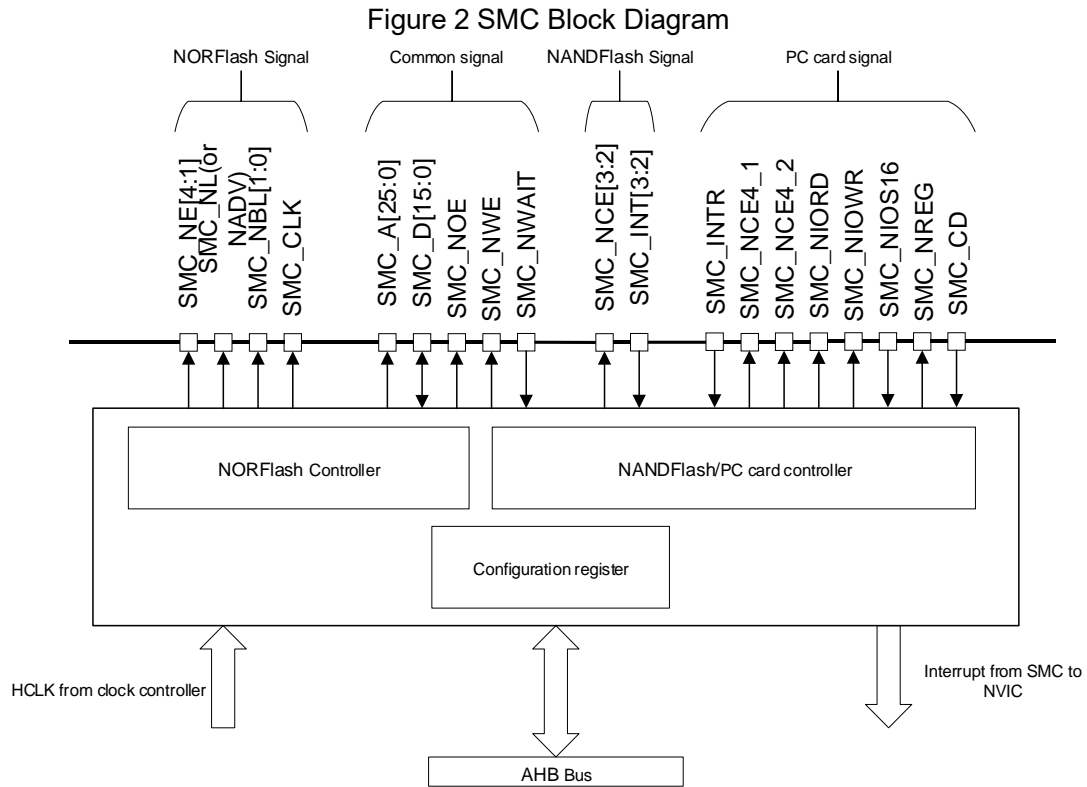 Figure 2 SMC Block Diagram
NORFlash Signal
Common signal
NANDFlash Signal
PC card signal
SMC_NE[4:1]
SMC_NL(or
NADV)
SMC_NBL[1:0]
SMC_CLK
SMC_A[25:0]
SMC_D[15:0]
SMC_NOE
SMC_NWE
SMC_NWAIT
SMC_NCE[3:2]
SMC_INT[3:2]
SMC_INTR
SMC_NCE4_1
SMC_NCE4_2
SMC_NIORD
SMC_NIOWR
SMC_NIOS16
SMC_NREG
SMC_CD
NORFlash Controller
NANDFlash/PC card controller
Configuration register
HCLK from clock controller
Interrupt from SMC to
NVIC
AHB Bus